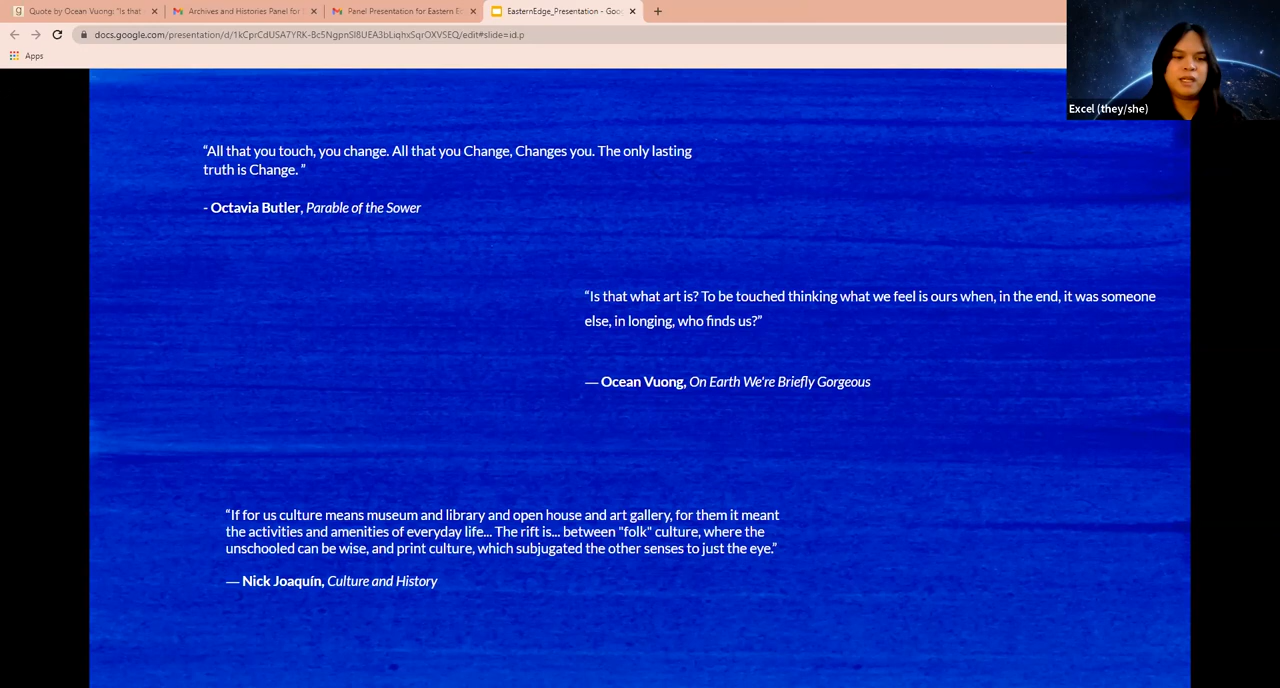 Quote by Ocean Vuong: "Is that
Archives and Histories Panel for
Panel Presentation for Eastern E
EasternEdge_Presentation - Goo
docs.google.com/presentation/d/1kCprCdUSA7YRK-Bc5NgpnSl8UEA3bLiqhxSqrOXVSEQ/edit#slide=id.p
Apps
Excel (they/she)
“All that you touch, you change. All that you Change, Changes you. The only lasting
truth is Change. ”
- Octavia Butler, Parable of the Sower
“Is that what art is? To be touched thinking what we feel is ours when, in the end, it was someone
else, in longing, who finds us?”
— Ocean Vuong, On Earth We're Briefly Gorgeous
“If for us culture means museum and library and open house and art gallery, for them it meant
the activities and amenities of everyday life... The rift is... between "folk" culture, where the
unschooled can be wise, and print culture, which subjugated the other senses to just the eye.”
— Nick Joaquín, Culture and History